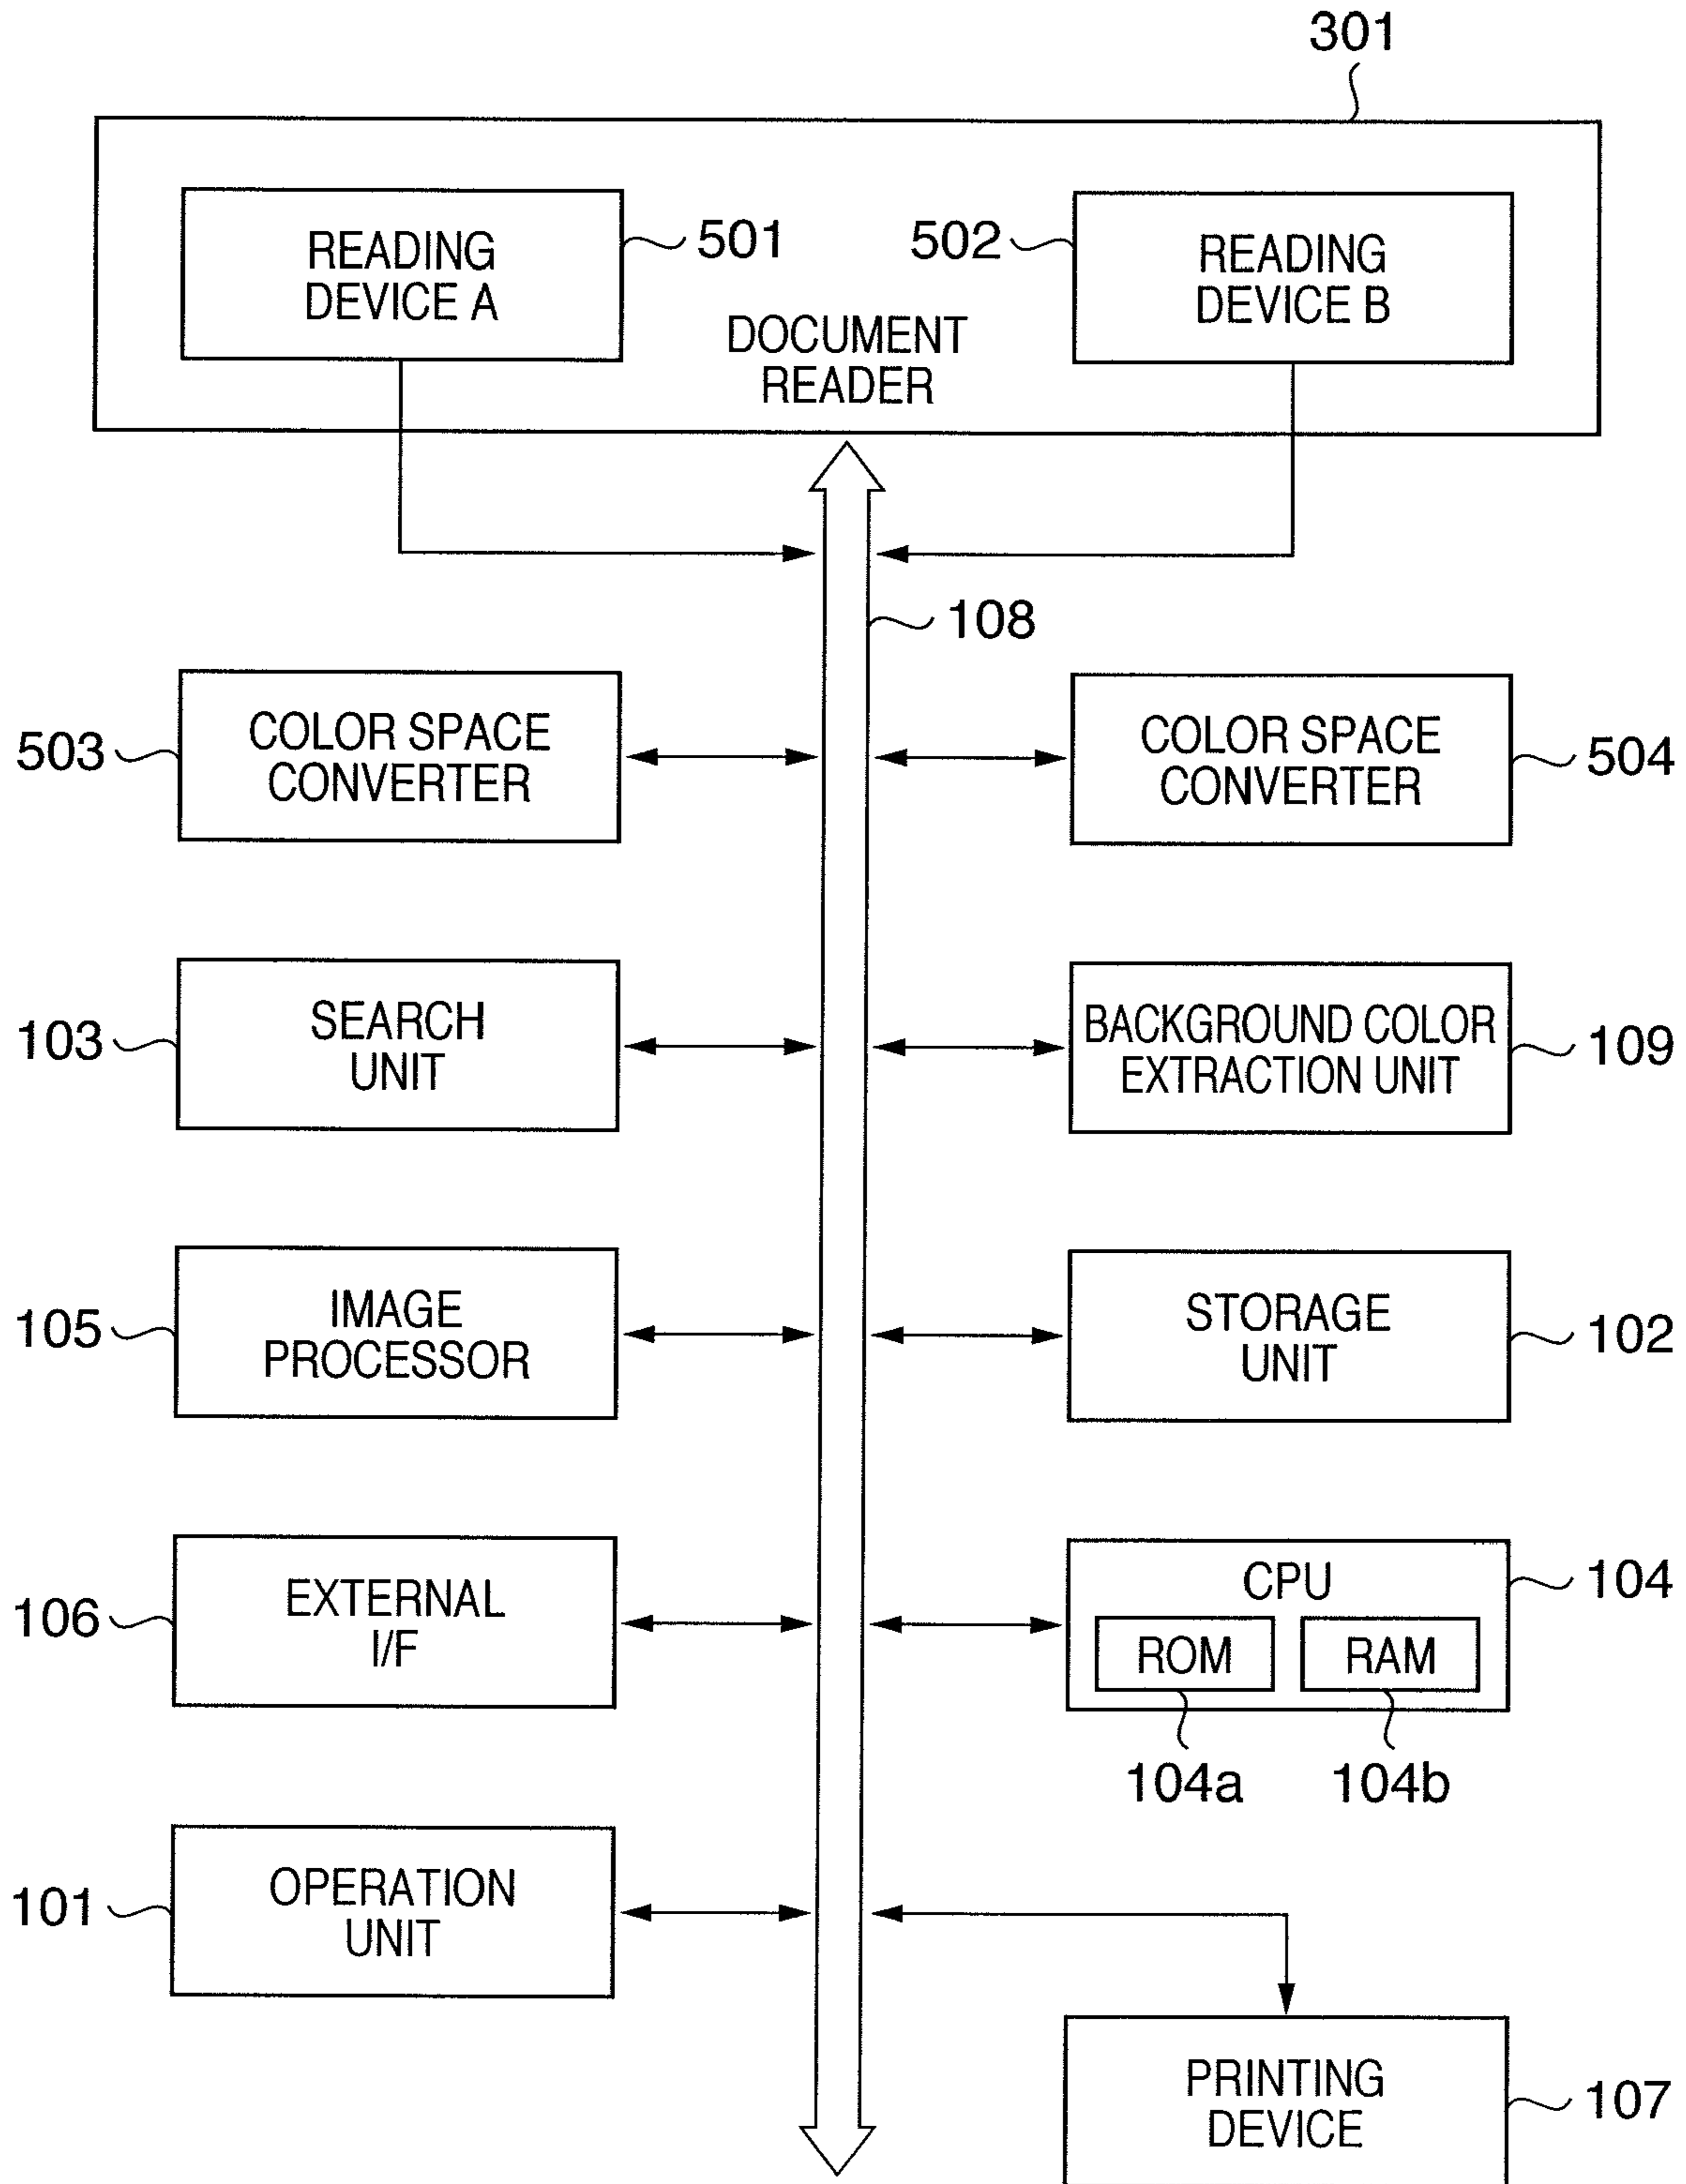 301
READING
DEVICE A
501
502
READING
DEVICE B
DOCUMENT
READER
108
503
COLOR SPACE
CONVERTER
COLOR SPACE
CONVERTER
504
103
SEARCH
UNIT
BACKGROUND COLOR
EXTRACTION UNIT
109
105
IMAGE
PROCESSOR
STORAGE
UNIT
102
106
EXTERNAL
I/F
CPU
104
ROM
RAM
104a
104b
101
OPERATION
UNIT
PRINTING
DEVICE
107